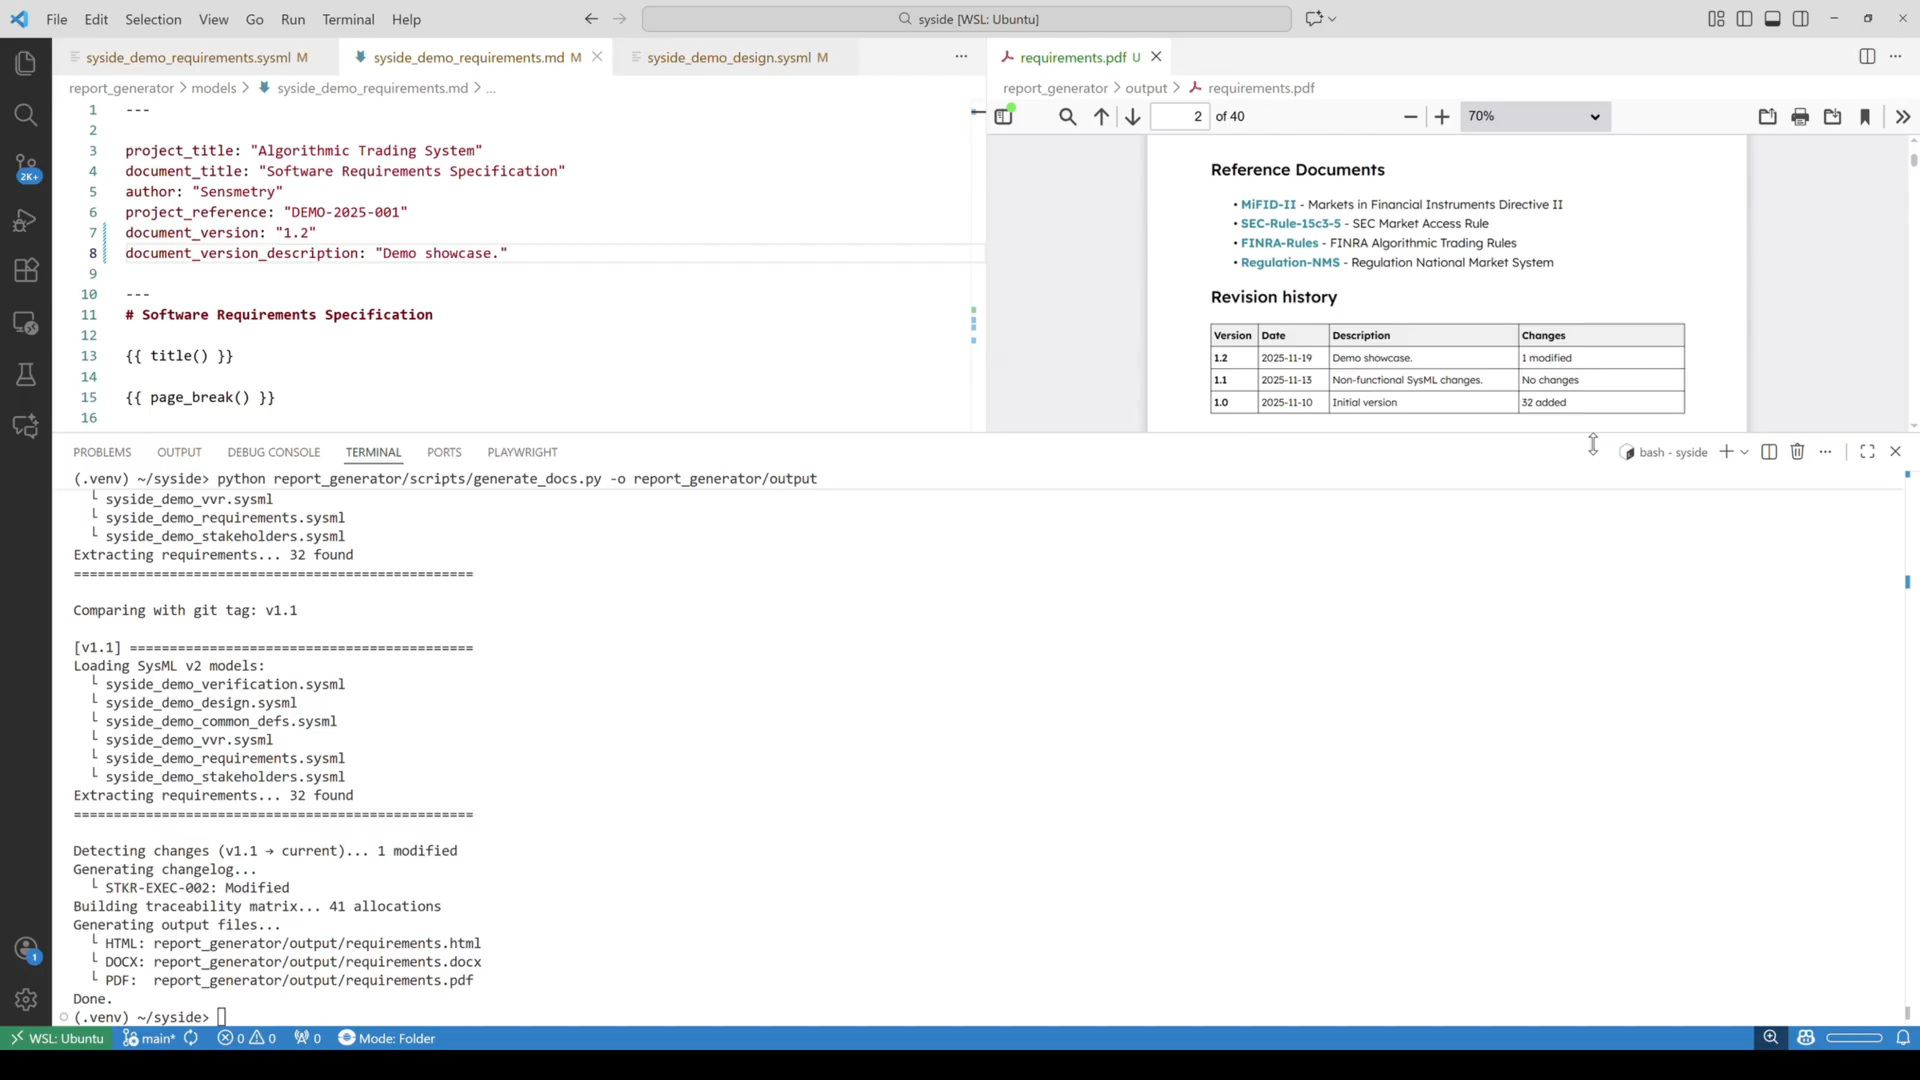 File Edit Selection View Go Run Terminal Help
syside [WSL: Ubuntu]
syside_demo_requirements.sysml M
syside_demo_requirements.md M
syside_demo_design.sysml M
report_generator > models > syside_demo_requirements.md > ...
1 ---
2
3 project_title: "Algorithmic Trading System"
4 document_title: "Software Requirements Specification"
5 author: "Sensmetry"
6 project_reference: "DEMO-2025-001"
7 document_version: "1.2"
8 document_version_description: "Demo showcase."
9
10 ---
11 # Software Requirements Specification
12
13 {{ title() }}
14
15 {{ page_break() }}
16
requirements.pdf U
report_generator > output > requirements.pdf
2 of 40
70%
Reference Documents
• MiFID-II - Markets in Financial Instruments Directive II
• SEC-Rule-15c3-5 - SEC Market Access Rule
• FINRA-Rules - FINRA Algorithmic Trading Rules
• Regulation-NMS - Regulation National Market System
Revision history
Version Date Description Changes
1.2 2025-11-19 Demo showcase. 1 modified
1.1 2025-11-13 Non-functional SysML changes. No changes
1.0 2025-11-10 Initial version 32 added
2K+
1
PROBLEMS OUTPUT DEBUG CONSOLE TERMINAL PORTS PLAYWRIGHT
bash - syside
(.venv) ~/syside> python report_generator/scripts/generate_docs.py -o report_generator/output
└ syside_demo_vvr.sysml
└ syside_demo_requirements.sysml
└ syside_demo_stakeholders.sysml
Extracting requirements... 32 found
==================================================
Comparing with git tag: v1.1
[v1.1] ===========================================
Loading SysML v2 models:
└ syside_demo_verification.sysml
└ syside_demo_design.sysml
└ syside_demo_common_defs.sysml
└ syside_demo_vvr.sysml
└ syside_demo_requirements.sysml
└ syside_demo_stakeholders.sysml
Extracting requirements... 32 found
==================================================
Detecting changes (v1.1 → current)... 1 modified
Generating changelog...
└ STKR-EXEC-002: Modified
Building traceability matrix... 41 allocations
Generating output files...
└ HTML: report_generator/output/requirements.html
└ DOCX: report_generator/output/requirements.docx
└ PDF: report_generator/output/requirements.pdf
Done.
(.venv) ~/syside>
WSL: Ubuntu main* 0 0 0 Mode: Folder